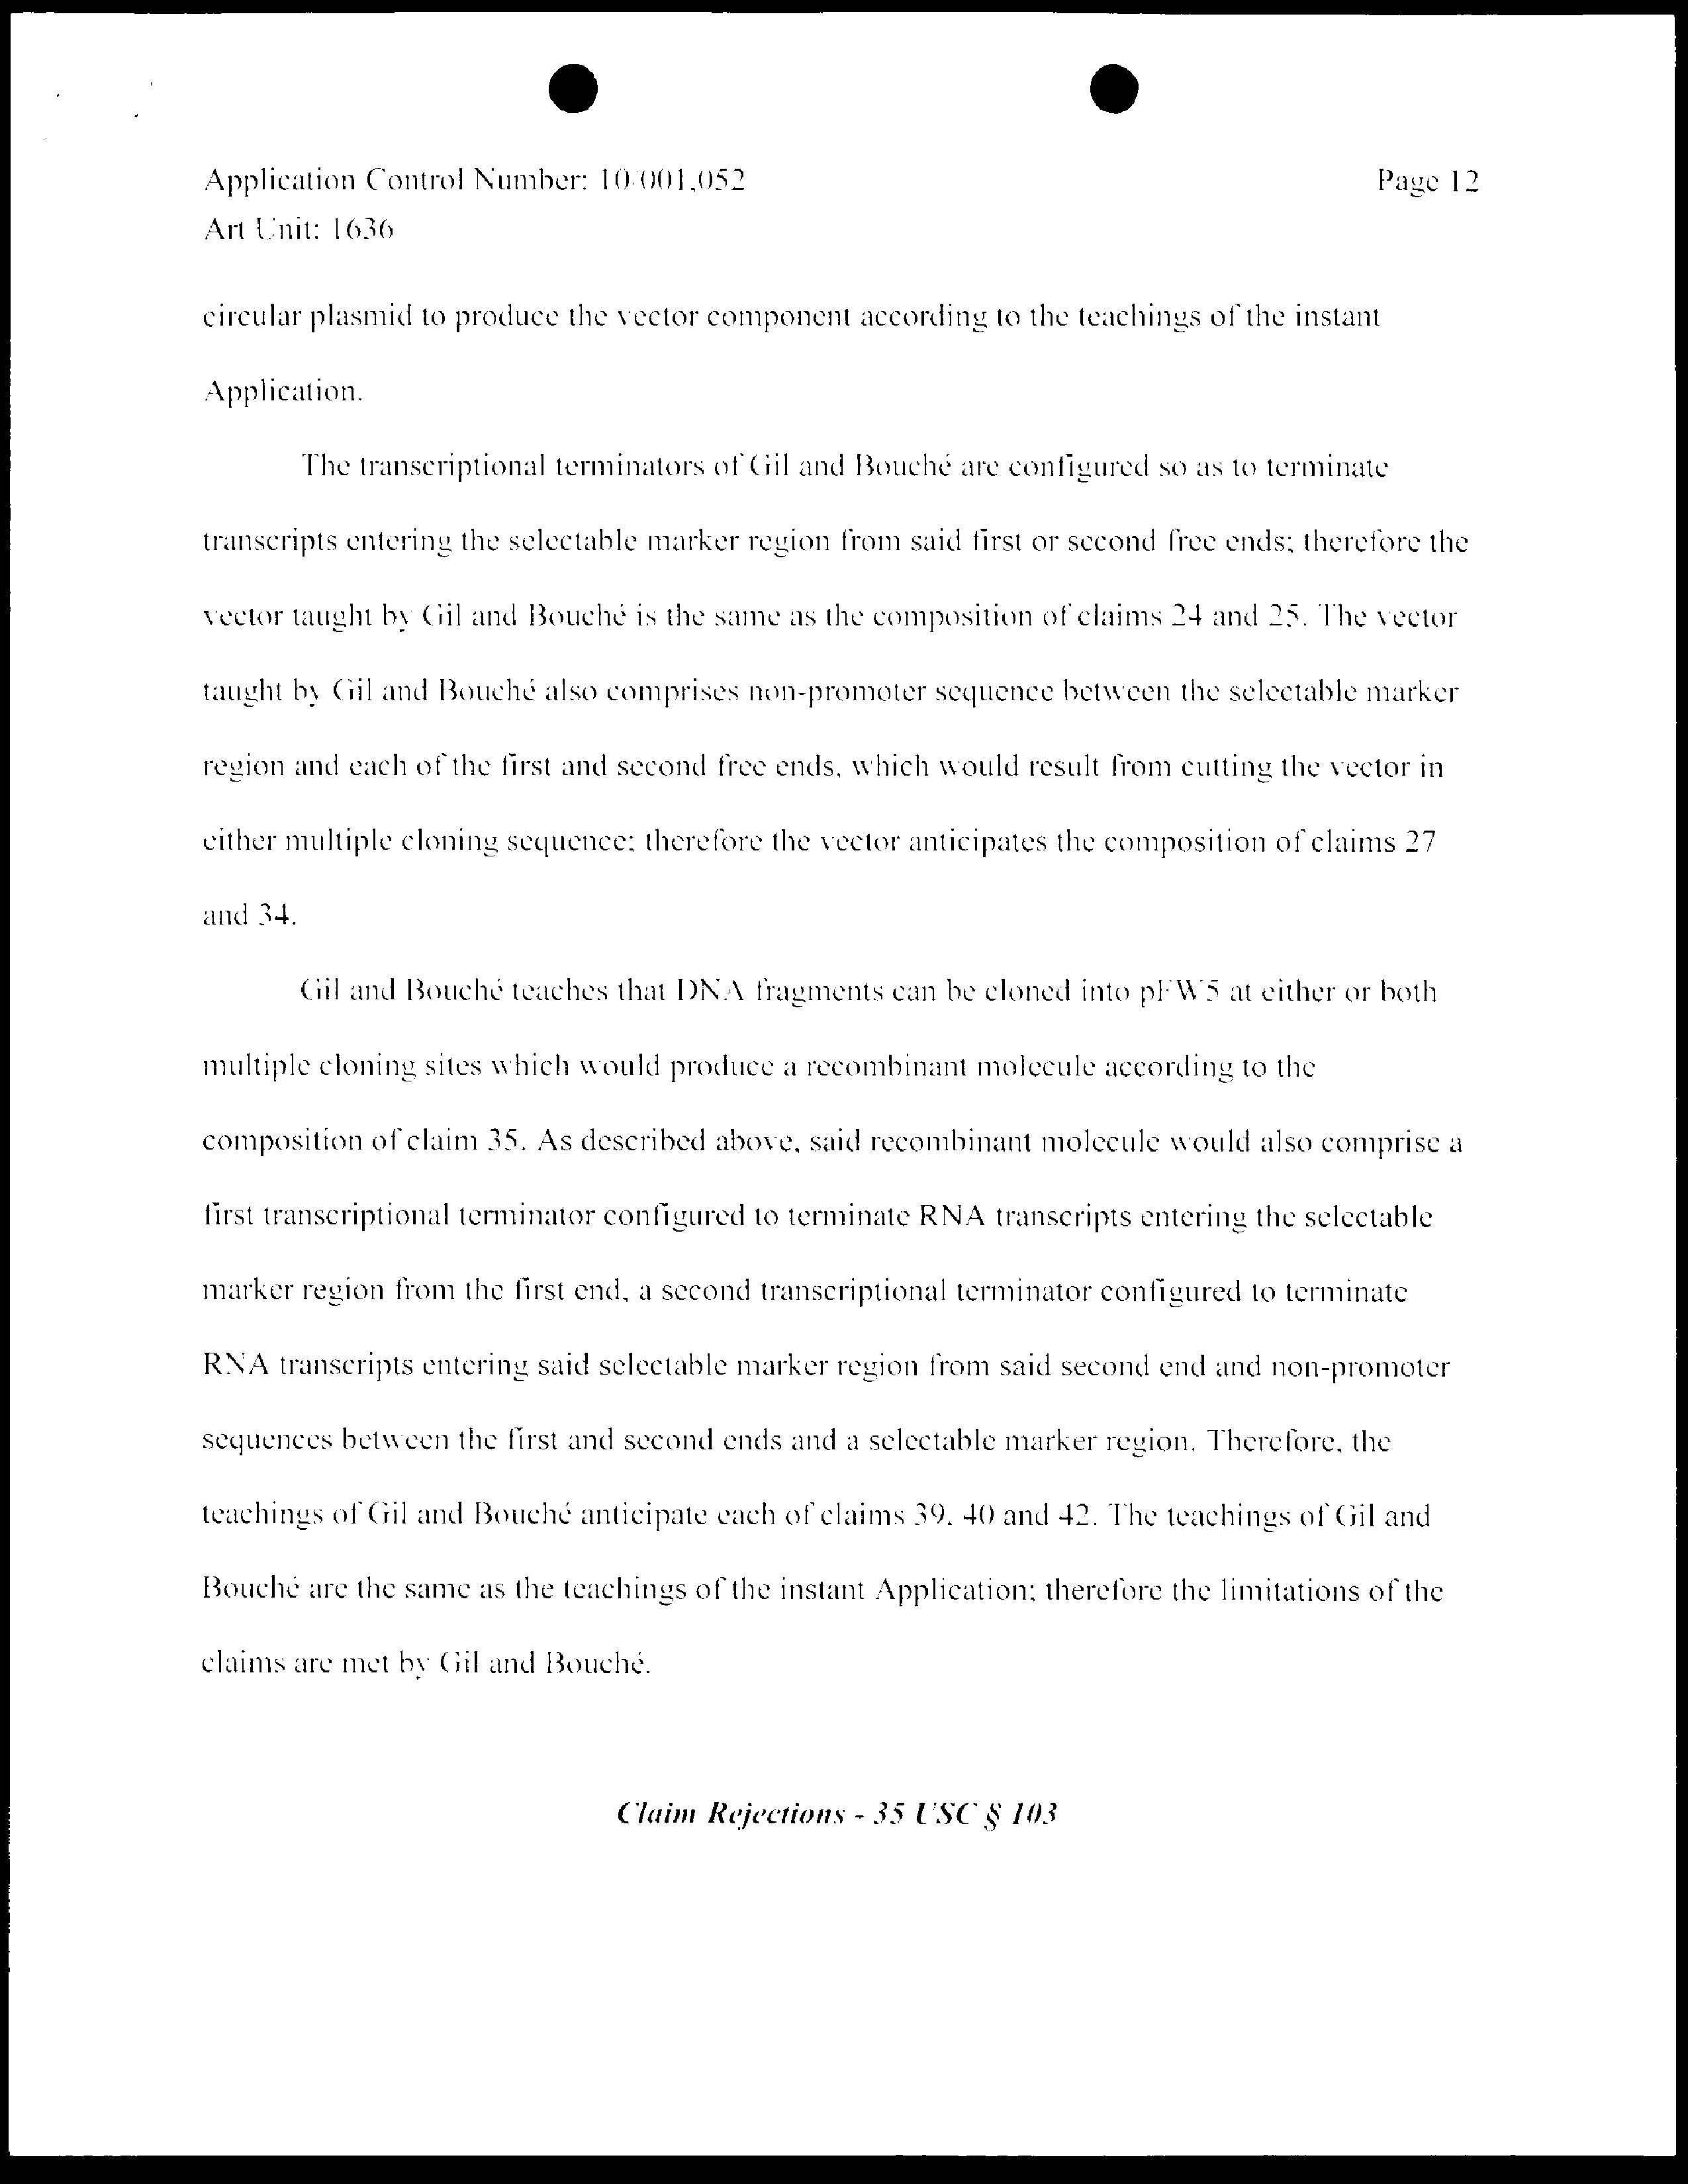 Application Control Number: 10/001,052
Page 12
Art Unit: 1636
circular plasmid to produce the vector component according to the teachings of the instant
Application.
The transcriptional terminators of Gil and Bouché are configured so as to terminate
transcripts entering the selectable marker region from said first or second free ends; therefore the
vector taught by Gil and Bouché is the same as the composition of claims 24 and 25. The vector
taught by Gil and Bouché also comprises non-promoter sequence between the selectable marker
region and each of the first and second free ends, which would result from cutting the vector in
either multiple cloning sequence; therefore the vector anticipates the composition of claims 27
and 34.
Gil and Bouché teaches that DNA fragments can be cloned into pFW5 at either or both
multiple cloning sites which would produce a recombinant molecule according to the
composition of claim 35. As described above, said recombinant molecule would also comprise a
first transcriptional terminator configured to terminate RNA transcripts entering the selectable
marker region from the first end, a second transcriptional terminator configured to terminate
RNA transcripts entering said selectable marker region from said second end and non-promoter
sequences between the first and second ends and a selectable marker region. Therefore, the
teachings of Gil and Bouché anticipate each of claims 39, 40 and 42. The teachings of Gil and
Bouché are the same as the teachings of the instant Application; therefore the limitations of the
claims are met by Gil and Bouché.
Claim Rejections - 35 USC § 103